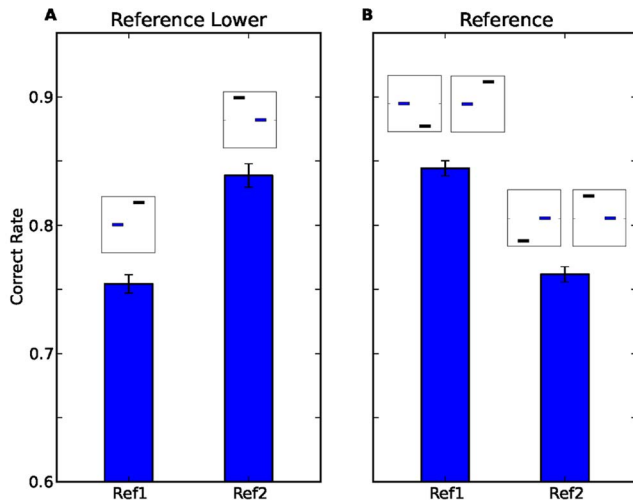 A
Reference Lower
Correct Rate
0.9
0.8
0.7
0.6
Ref1
Ref2
B
Reference
Ref1
Ref2